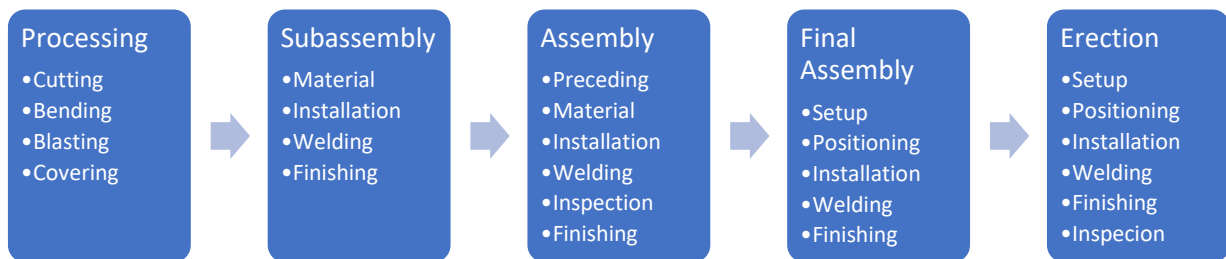 Processing
•Cutting
•Bending
•Blasting
•Covering
Subassembly
•Material
•Installation
•Welding
•Finishing
Assembly
•Preceding
•Material
•Installation
•Welding
•Inspection
•Finishing
Final
Assembly
•Setup
•Positioning
•Installation
•Welding
•Finishing
Erection
•Setup
•Positioning
•Installation
•Welding
•Finishing
•Inspecion